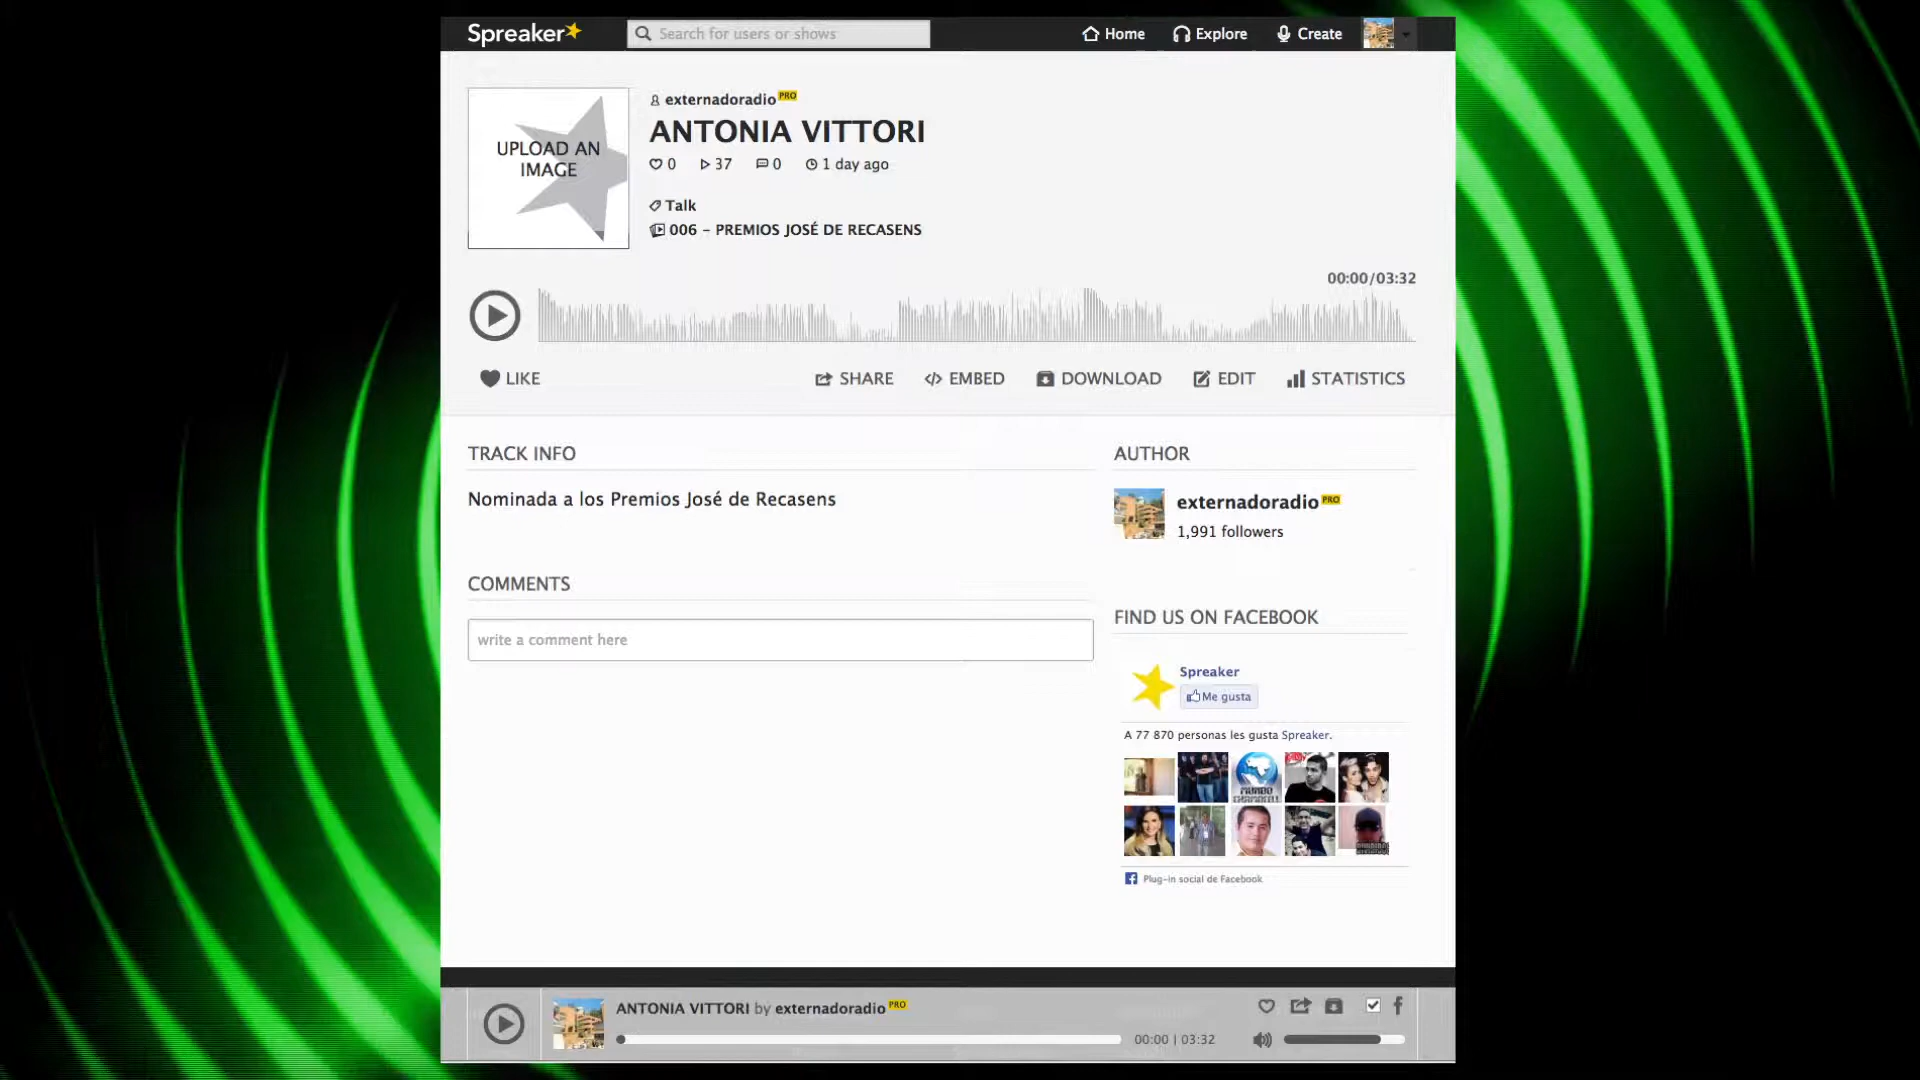 Spreaker
Search for users or shows
Home
Explore
Create
UPLOAD AN
IMAGE
externadoradio PRO
ANTONIA VITTORI
0
37
0
1 day ago
Talk
006 - PREMIOS JOSÉ DE RECASENS
00:00/03:32
LIKE
SHARE
EMBED
DOWNLOAD
EDIT
STATISTICS
TRACK INFO
Nominada a los Premios José de Recasens
COMMENTS
write a comment here
AUTHOR
externadoradio PRO
1,991 followers
FIND US ON FACEBOOK
Spreaker
Me gusta
A 77 870 personas les gusta Spreaker.
MUNDO
Plug-in social de Facebook
ANTONIA VITTORI by externadoradio PRO
00:00 | 03:32